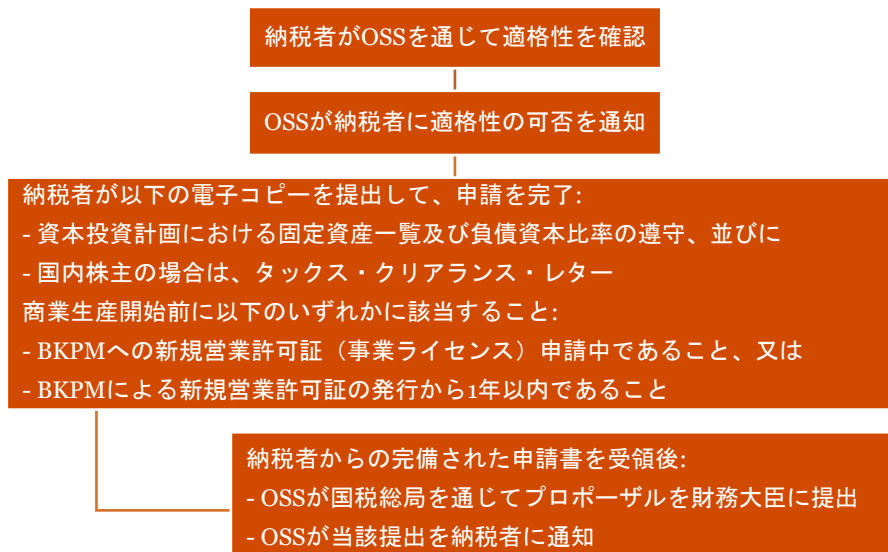 納税者がOSSを通じて適格性を確認
OSSが納税者に適格性の可否を通知
納税者が以下の電子コピーを提出して、申請を完了:
- 資本投資計画における固定資産一覧及び負債資本比率の遵守、並びに
- 国内株主の場合は、タックス・クリアランス・レター
商業生産開始前に以下のいずれかに該当すること:
- BKPMへの新規営業許可証（事業ライセンス）申請中であること、又は
- BKPMによる新規営業許可証の発行から1年以内であること
納税者からの完備された申請書を受領後:
- OSSが国税総局を通じてプロポーザルを財務大臣に提出
- OSSが当該提出を納税者に通知